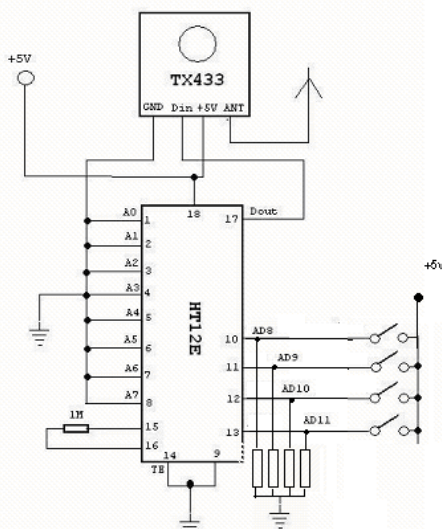 +5V
TX433
GND Din +5V ANT
18
17 Dout
A0 1
A1 2
A2 3
A3 4
A4 5
A5 6
A6 7
A7 8
HT12E
+5v
10 AD8
11 AD9
12 AD10
13 AD11
1M 15
16
TE 14 9